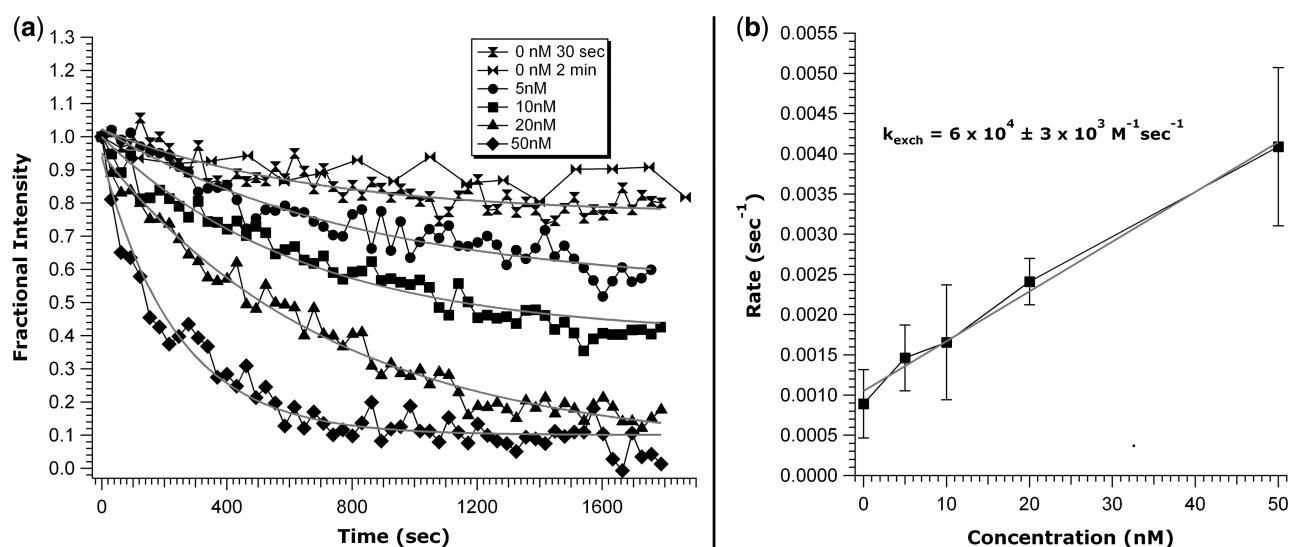 (a)
1.3
1.2
1.1
1.0
0.9
0.8
0.7
0.6
0.5
0.4
0.3
0.2
0.1
0.0
Fractional Intensity
0 nM 30 sec
0 nM 2 min
5nM
10nM
20nM
50nM
0 400 800 1200 1600
Time (sec)
(b)
0.0055
0.0050
0.0045
0.0040
0.0035
0.0030
0.0025
0.0020
0.0015
0.0010
0.0005
0.0000
Rate (sec⁻¹)
k_exch = 6 x 10⁴ ± 3 x 10³ M⁻¹sec⁻¹
0 10 20 30 40 50
Concentration (nM)